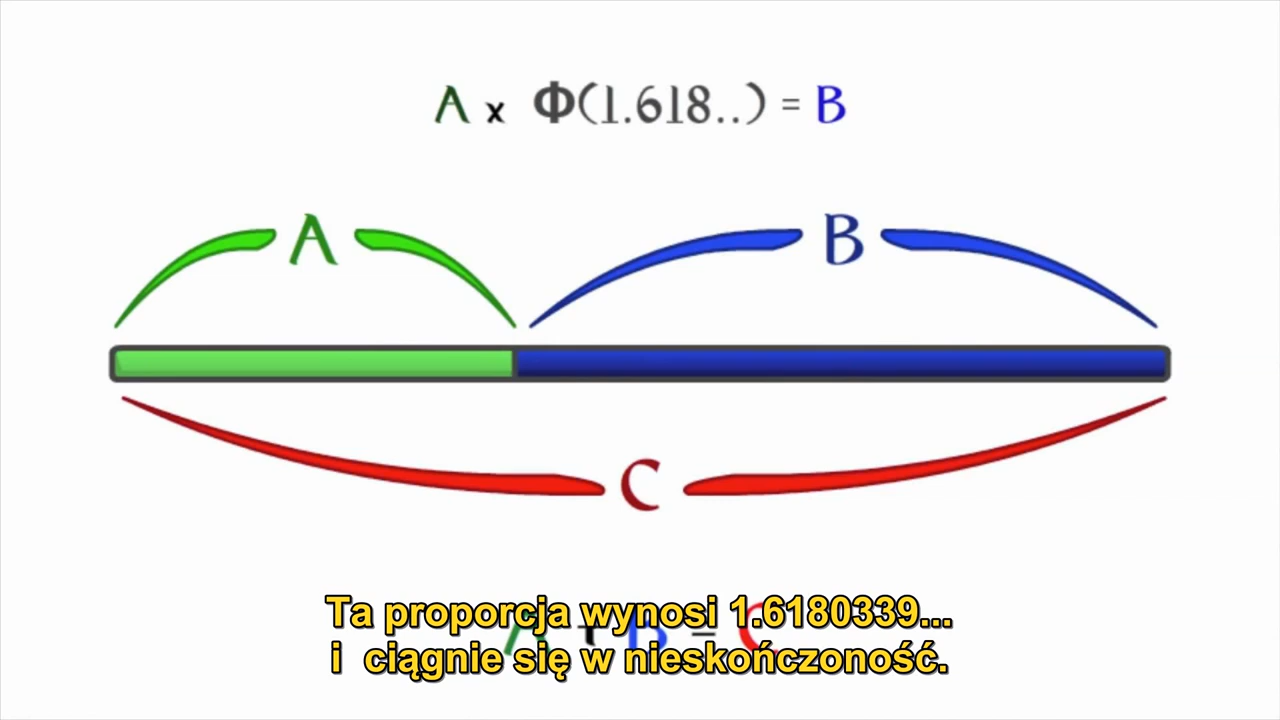 A x Φ(1.618..) = B
A B
C
A + B = C
Ta proporcja wynosi 1.6180339...
i ciągnie się w nieskończoność.